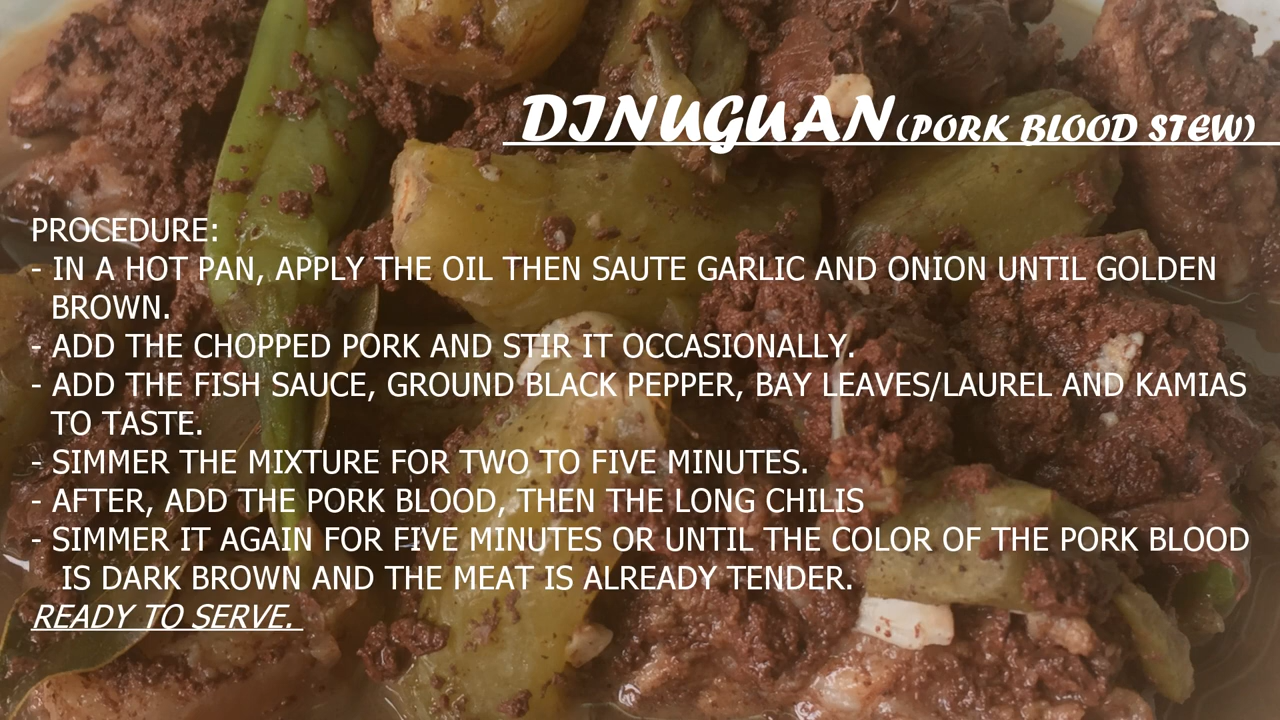 DINUGUAN (PORK BLOOD STEW)
PROCEDURE:
- IN A HOT PAN, APPLY THE OIL THEN SAUTE GARLIC AND ONION UNTIL GOLDEN
BROWN.
- ADD THE CHOPPED PORK AND STIR IT OCCASIONALLY.
- ADD THE FISH SAUCE, GROUND BLACK PEPPER, BAY LEAVES/LAUREL AND KAMIAS
TO TASTE.
- SIMMER THE MIXTURE FOR TWO TO FIVE MINUTES.
- AFTER, ADD THE PORK BLOOD, THEN THE LONG CHILIS
- SIMMER IT AGAIN FOR FIVE MINUTES OR UNTIL THE COLOR OF THE PORK BLOOD
IS DARK BROWN AND THE MEAT IS ALREADY TENDER.
READY TO SERVE.